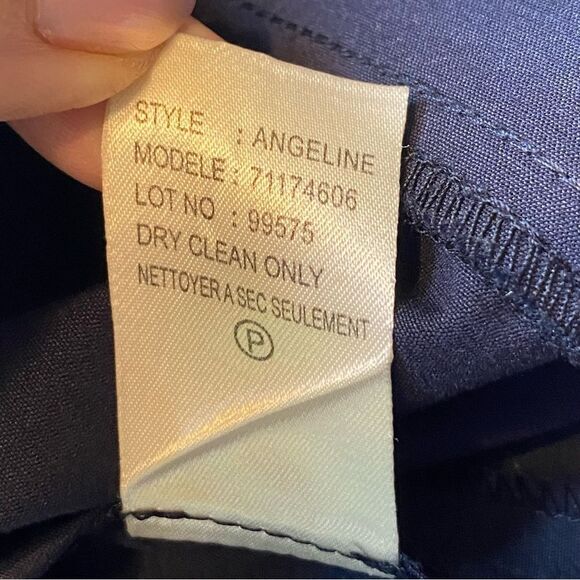 STYLE : ANGELINE
MODELE : 71174606
LOT NO : 99575
DRY CLEAN ONLY
NETTOYER A SEC SEULEMENT
P